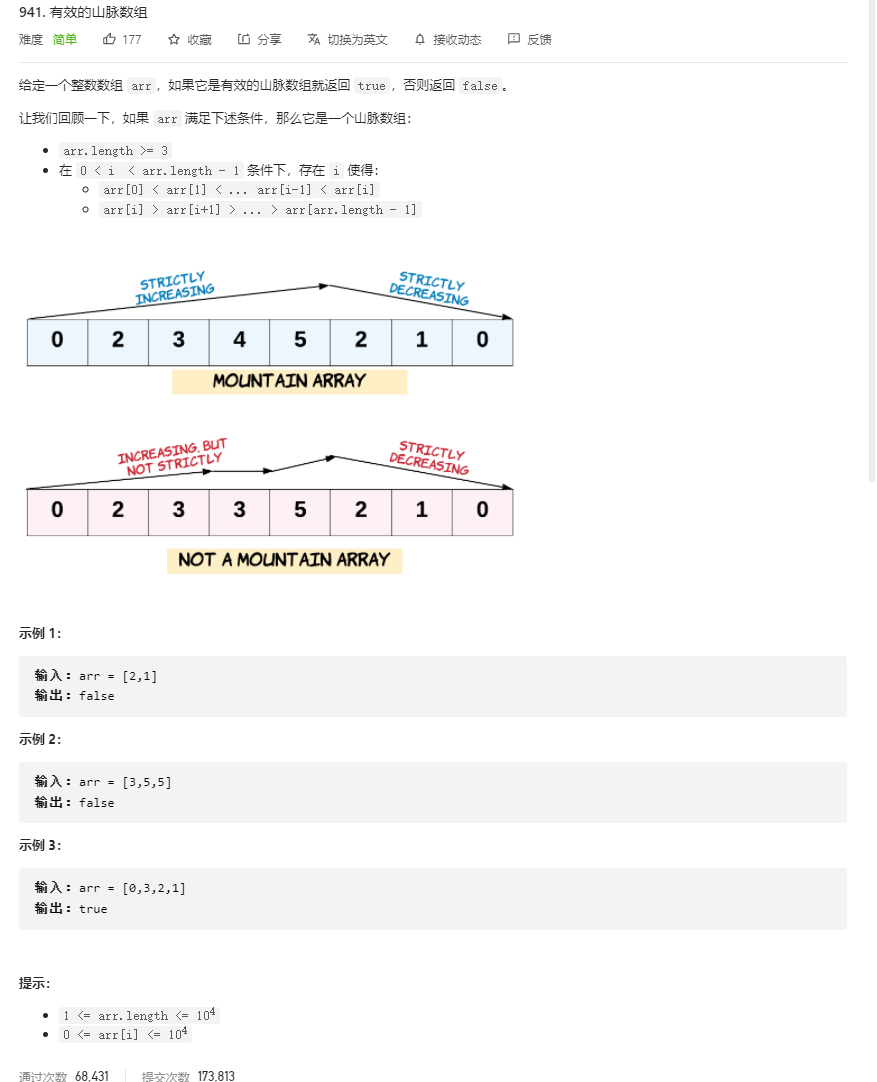 941. 有效的山脉数组
难度 简单 177 收藏 分享 切换为英文 接收动态 反馈
给定一个整数数组 arr，如果它是有效的山脉数组就返回 true，否则返回 false。
让我们回顾一下，如果 arr 满足下述条件，那么它是一个山脉数组：
arr.length >= 3
在 0 < i < arr.length - 1 条件下，存在 i 使得：
arr[0] < arr[1] < ... arr[i-1] < arr[i]
arr[i] > arr[i+1] > ... > arr[arr.length - 1]
STRICTLY
INCREASING
STRICTLY
DECREASING
0 2 3 4 5 2 1 0
MOUNTAIN ARRAY
INCREASING, BUT
NOT STRICTLY
STRICTLY
DECREASING
0 2 3 3 5 2 1 0
NOT A MOUNTAIN ARRAY
示例 1：
输入：arr = [2,1]
输出：false
示例 2：
输入：arr = [3,5,5]
输出：false
示例 3：
输入：arr = [0,3,2,1]
输出：true
提示：
1 <= arr.length <= 10⁴
0 <= arr[i] <= 10⁴
通过次数 68,431 提交次数 173,813